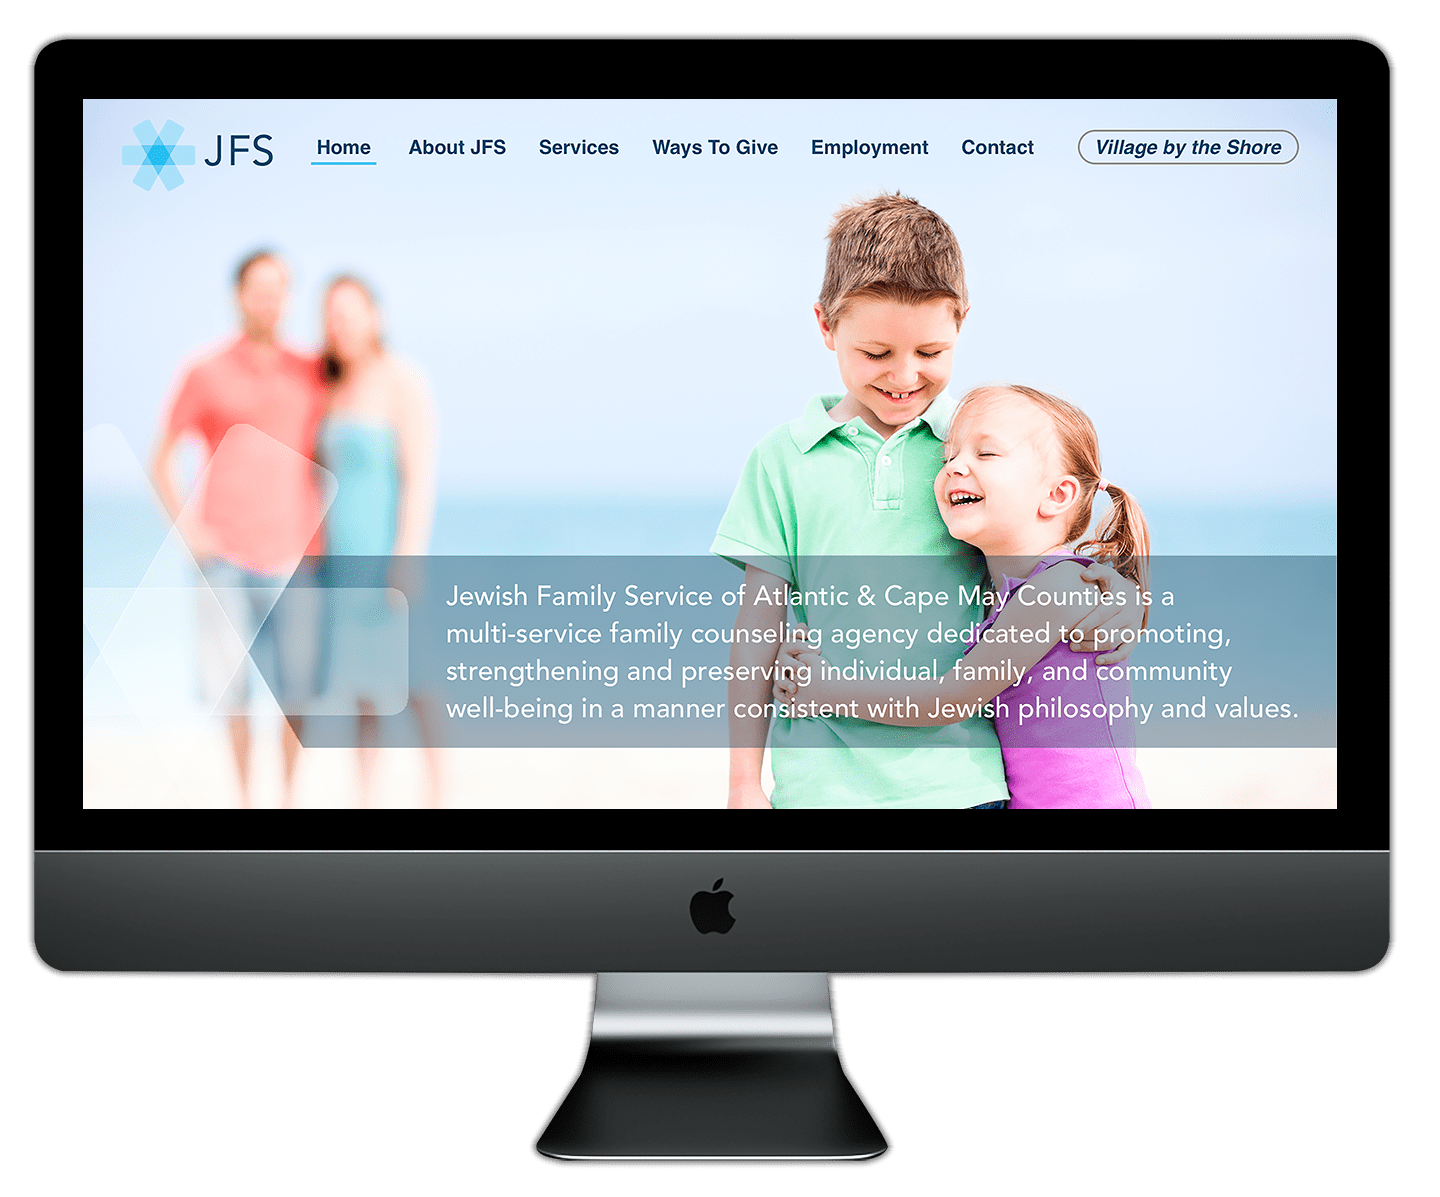 JFS Home About JFS Services Ways To Give Employment Contact Village by the Shore
Jewish Family Service of Atlantic & Cape May Counties is a
multi-service family counseling agency dedicated to promoting,
strengthening and preserving individual, family, and community
well-being in a manner consistent with Jewish philosophy and values.